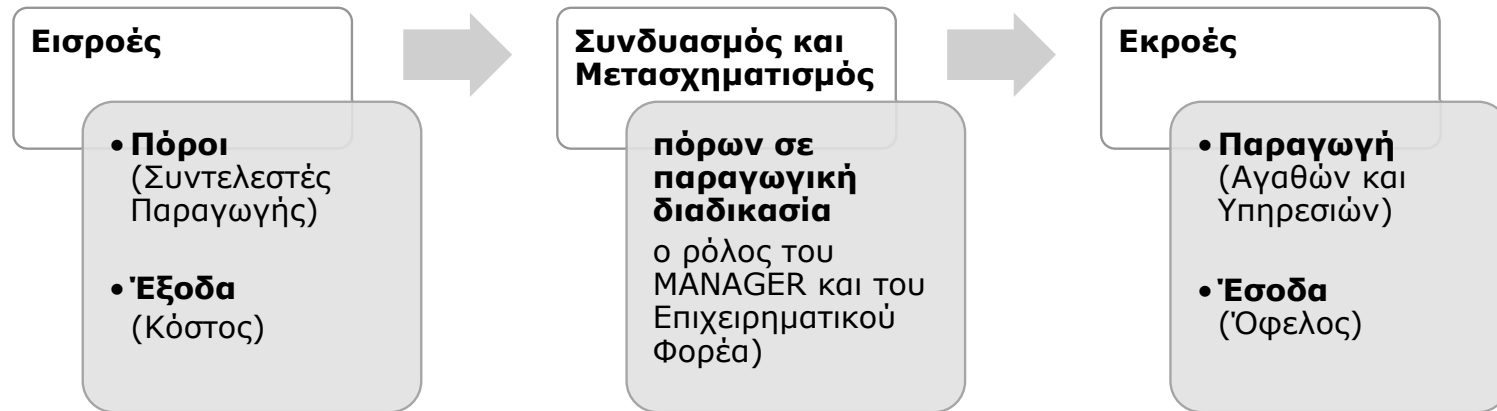 Εισροές
• Πόροι
(Συντελεστές
Παραγωγής)
• Έξοδα
(Κόστος)
Συνδυασμός και
Μετασχηματισμός
πόρων σε
παραγωγική
διαδικασία
ο ρόλος του
MANAGER και του
Επιχειρηματικού
Φορέα)
Εκροές
• Παραγωγή
(Αγαθών και
Υπηρεσιών)
• Έσοδα
(Όφελος)